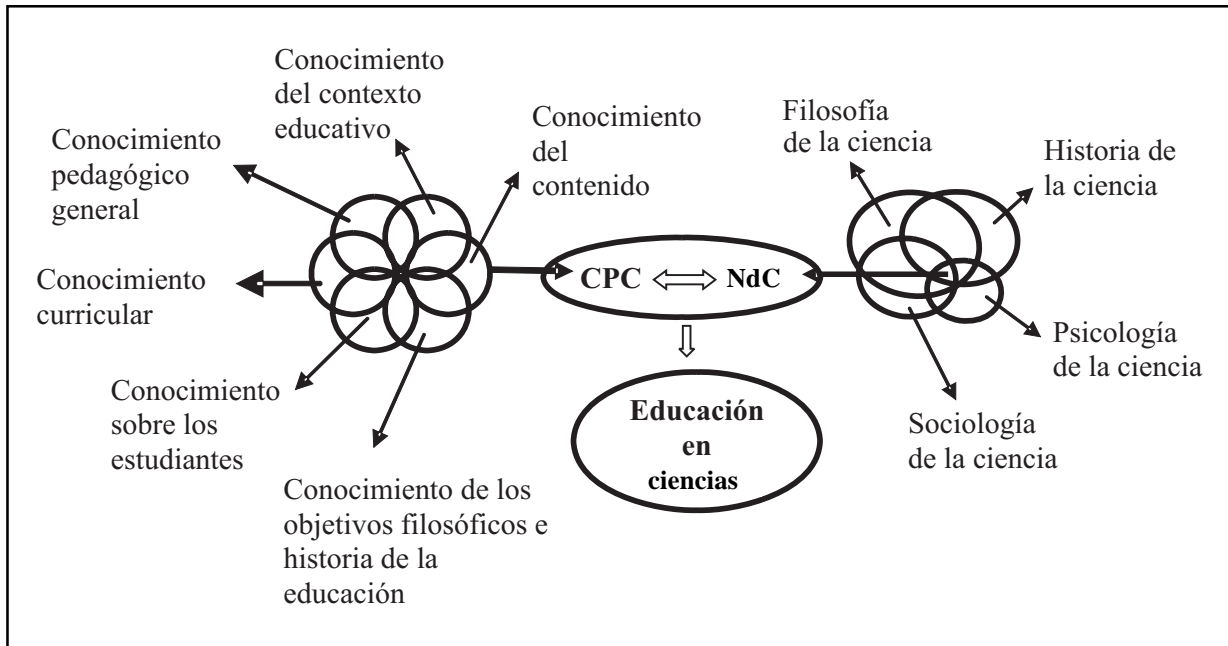 Conocimiento
del contexto
educativo
Conocimiento
pedagógico
general
Conocimiento
del
contenido
Conocimiento
curricular
Conocimiento
sobre los
estudiantes
Conocimiento de los
objetivos filosóficos e
historia de la
educación
CPC NdC
Educación
en
ciencias
Filosofía
de la ciencia
Historia de
la ciencia
Psicología
de la ciencia
Sociología
de la ciencia